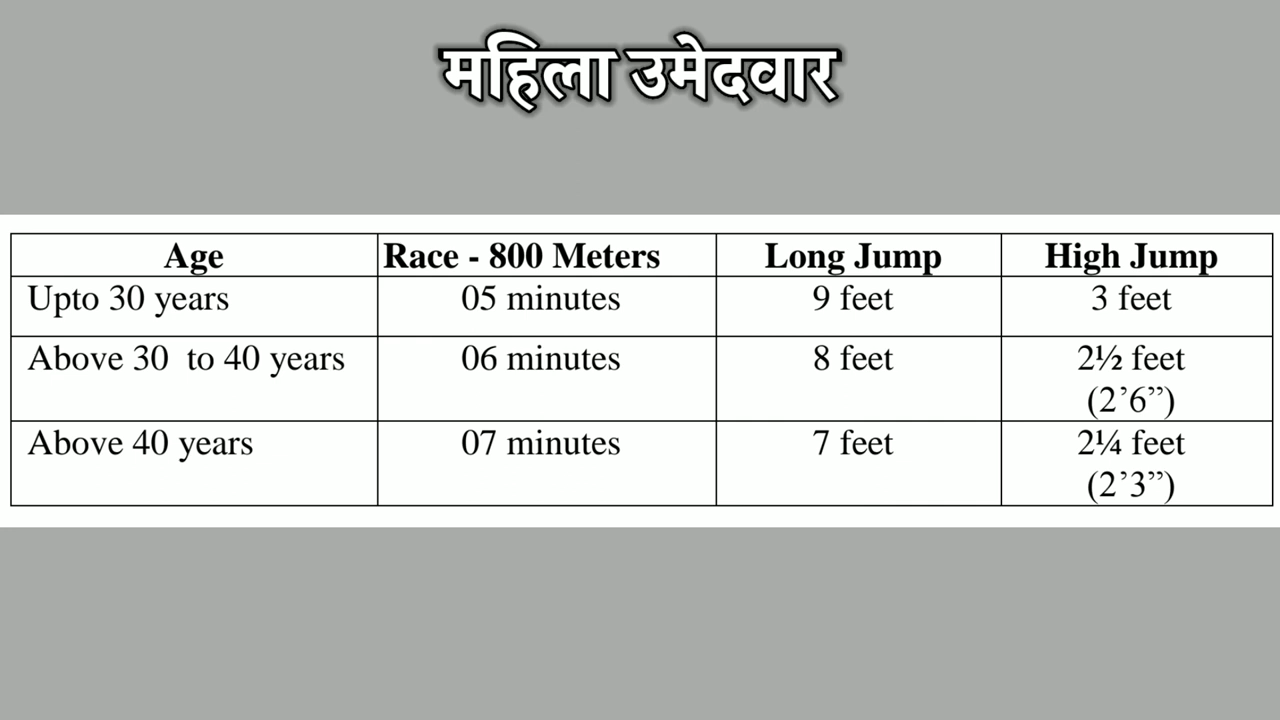 महिला उमेदवार
Age Race - 800 Meters Long Jump High Jump
Upto 30 years 05 minutes 9 feet 3 feet
Above 30  to 40 years 06 minutes 8 feet 2½ feet
(2’6”)
Above 40 years 07 minutes 7 feet 2¼ feet
(2’3”)